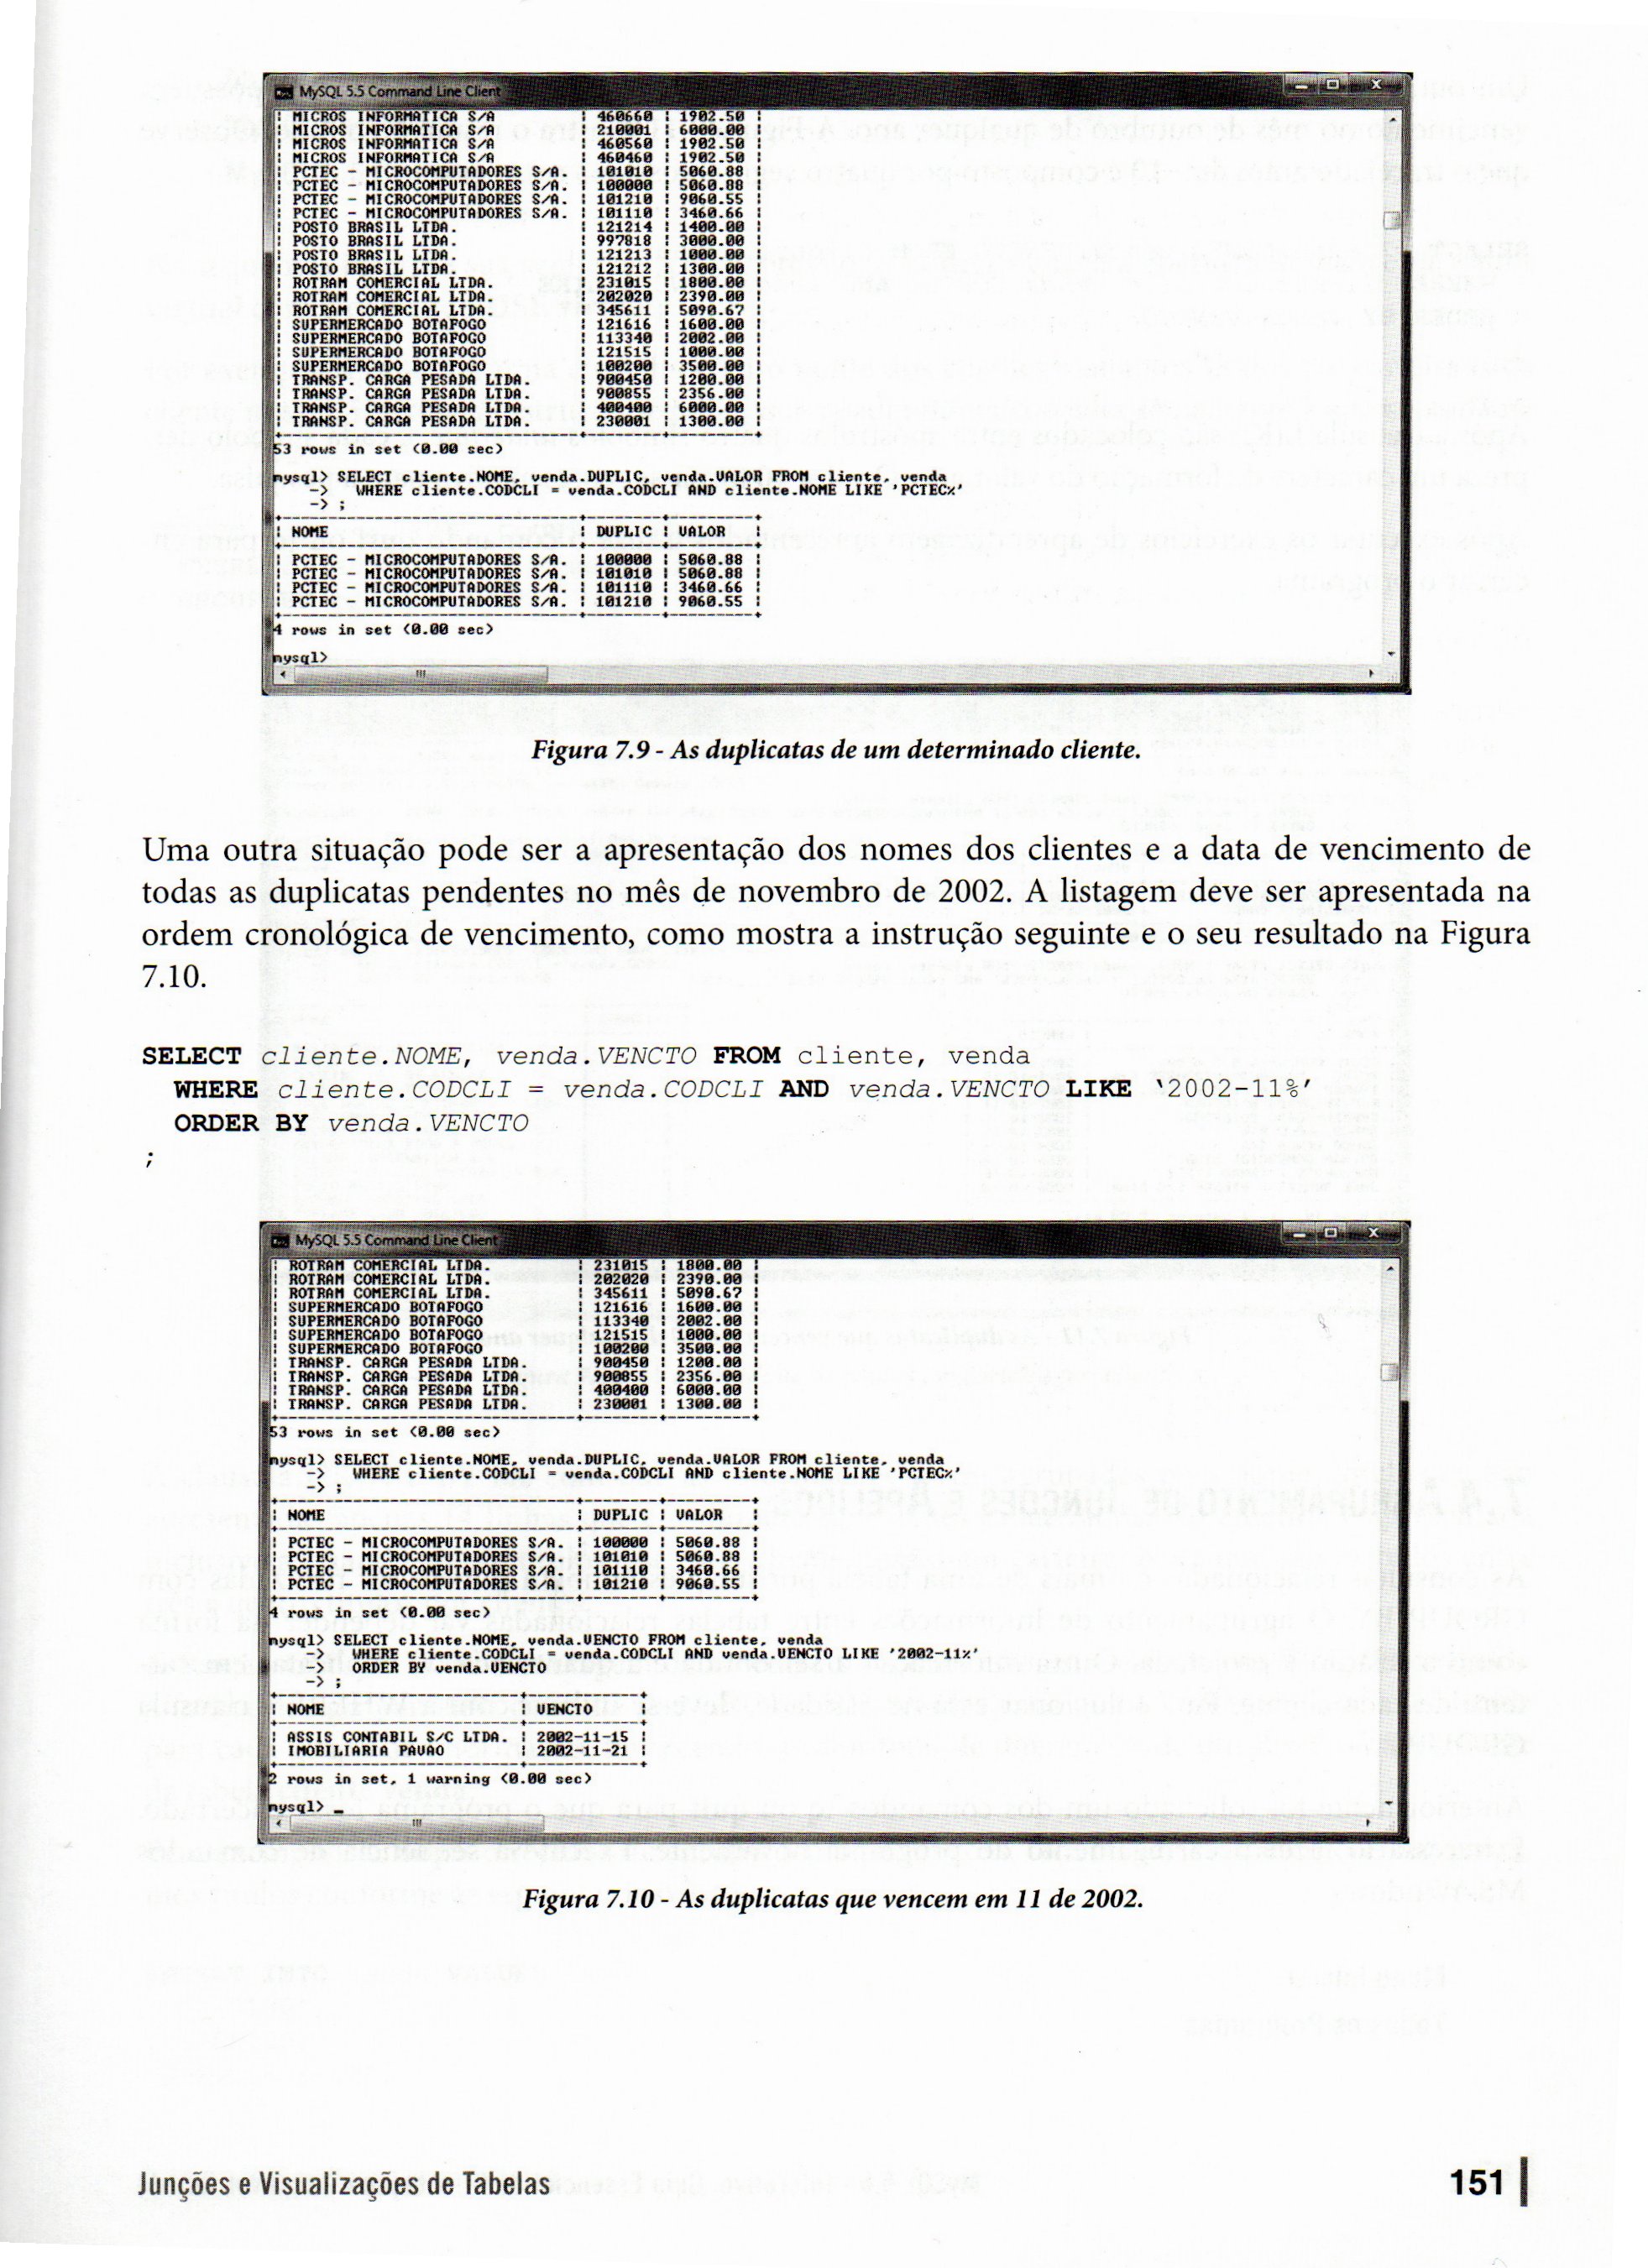 MySQL 5.5 Command Line Client
| MICROS INFORMATICA S/A | 460660 | 1902.50 |
| MICROS INFORMATICA S/A | 210001 | 6000.00 |
| MICROS INFORMATICA S/A | 460560 | 1902.50 |
| MICROS INFORMATICA S/A | 460460 | 1902.50 |
| PCTEC - MICROCOMPUTADORES S/A. | 101010 | 5060.88 |
| PCTEC - MICROCOMPUTADORES S/A. | 100000 | 5060.88 |
| PCTEC - MICROCOMPUTADORES S/A. | 101210 | 9060.55 |
| PCTEC - MICROCOMPUTADORES S/A. | 101110 | 3460.66 |
| POSTO BRASIL LTDA. | 121214 | 1400.00 |
| POSTO BRASIL LTDA. | 997818 | 3000.00 |
| POSTO BRASIL LTDA. | 121213 | 1000.00 |
| POSTO BRASIL LTDA. | 121212 | 1300.00 |
| ROTRAM COMERCIAL LTDA. | 231015 | 1800.00 |
| ROTRAM COMERCIAL LTDA. | 202020 | 2390.00 |
| ROTRAM COMERCIAL LTDA. | 345611 | 5090.67 |
| SUPERMERCADO BOTAFOGO | 121616 | 1600.00 |
| SUPERMERCADO BOTAFOGO | 113340 | 2002.00 |
| SUPERMERCADO BOTAFOGO | 121515 | 1000.00 |
| SUPERMERCADO BOTAFOGO | 100200 | 3500.00 |
| TRANSP. CARGA PESADA LTDA. | 900450 | 1200.00 |
| TRANSP. CARGA PESADA LTDA. | 900855 | 2356.00 |
| TRANSP. CARGA PESADA LTDA. | 400400 | 6000.00 |
| TRANSP. CARGA PESADA LTDA. | 230001 | 1300.00 |
53 rows in set (0.00 sec)
mysql> SELECT cliente.NOME, venda.DUPLIC, venda.VALOR FROM cliente, venda
-> WHERE cliente.CODCLI = venda.CODCLI AND cliente.NOME LIKE 'PCTEC%'
-> ;
| NOME | DUPLIC | VALOR |
| PCTEC - MICROCOMPUTADORES S/A. | 100000 | 5060.88 |
| PCTEC - MICROCOMPUTADORES S/A. | 101010 | 5060.88 |
| PCTEC - MICROCOMPUTADORES S/A. | 101110 | 3460.66 |
| PCTEC - MICROCOMPUTADORES S/A. | 101210 | 9060.55 |
4 rows in set (0.00 sec)
mysql>
Figura 7.9 - As duplicatas de um determinado cliente.
Uma outra situação pode ser a apresentação dos nomes dos clientes e a data de vencimento de
todas as duplicatas pendentes no mês de novembro de 2002. A listagem deve ser apresentada na
ordem cronológica de vencimento, como mostra a instrução seguinte e o seu resultado na Figura
7.10.
SELECT cliente.NOME, venda.VENCTO FROM cliente, venda
WHERE cliente.CODCLI = venda.CODCLI AND venda.VENCTO LIKE ‘2002-11%’
ORDER BY venda.VENCTO
;
MySQL 5.5 Command Line Client
| ROTRAM COMERCIAL LTDA. | 231015 | 1800.00 |
| ROTRAM COMERCIAL LTDA. | 202020 | 2390.00 |
| ROTRAM COMERCIAL LTDA. | 345611 | 5090.67 |
| SUPERMERCADO BOTAFOGO | 121616 | 1600.00 |
| SUPERMERCADO BOTAFOGO | 113340 | 2002.00 |
| SUPERMERCADO BOTAFOGO | 121515 | 1000.00 |
| SUPERMERCADO BOTAFOGO | 100200 | 3500.00 |
| TRANSP. CARGA PESADA LTDA. | 900450 | 1200.00 |
| TRANSP. CARGA PESADA LTDA. | 900855 | 2356.00 |
| TRANSP. CARGA PESADA LTDA. | 400400 | 6000.00 |
| TRANSP. CARGA PESADA LTDA. | 230001 | 1300.00 |
53 rows in set (0.00 sec)
mysql> SELECT cliente.NOME, venda.DUPLIC, venda.VALOR FROM cliente, venda
-> WHERE cliente.CODCLI = venda.CODCLI AND cliente.NOME LIKE 'PCTEC%'
-> ;
| NOME | DUPLIC | VALOR |
| PCTEC - MICROCOMPUTADORES S/A. | 100000 | 5060.88 |
| PCTEC - MICROCOMPUTADORES S/A. | 101010 | 5060.88 |
| PCTEC - MICROCOMPUTADORES S/A. | 101110 | 3460.66 |
| PCTEC - MICROCOMPUTADORES S/A. | 101210 | 9060.55 |
4 rows in set (0.00 sec)
mysql> SELECT cliente.NOME, venda.VENCTO FROM cliente, venda
-> WHERE cliente.CODCLI = venda.CODCLI AND venda.VENCTO LIKE '2002-11%'
-> ORDER BY venda.VENCTO
-> ;
| NOME | VENCTO |
| ASSIS CONTABIL S/C LTDA. | 2002-11-15 |
| IMOBILIARIA PAVAO | 2002-11-21 |
2 rows in set, 1 warning (0.00 sec)
mysql> _
Figura 7.10 - As duplicatas que vencem em 11 de 2002.
Junções e Visualizações de Tabelas
151